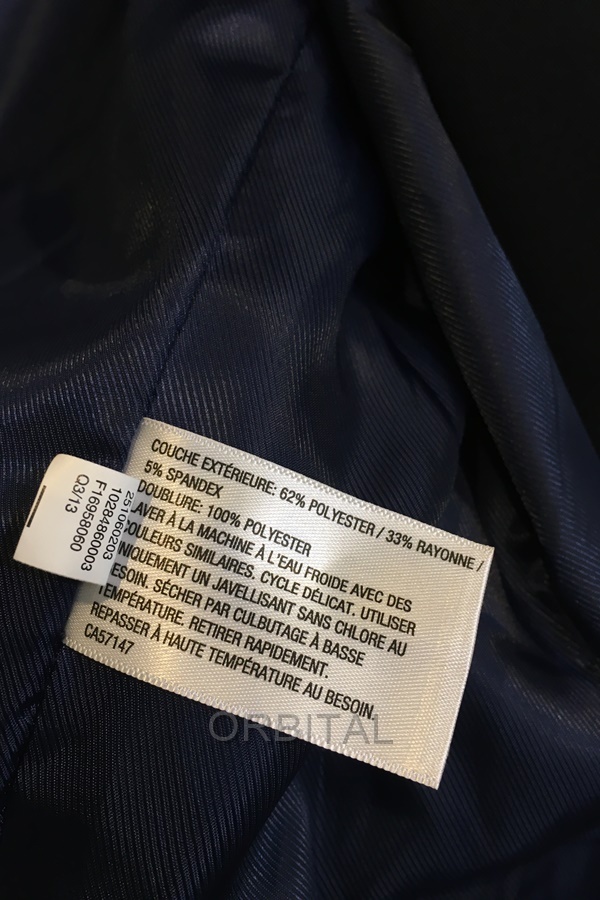 COUCHE EXTÉRIEURE: 62% POLYESTER / 33% RAYONNE /
5% SPANDEX
DOUBLURE: 100% POLYESTER
LAVER À LA MACHINE À L'EAU FROIDE AVEC DES
COULEURS SIMILAIRES. CYCLE DÉLICAT. UTILISER
UNIQUEMENT UN JAVELLISANT SANS CHLORE AU
BESOIN. SÉCHER PAR CULBUTAGE À BASSE
TEMPÉRATURE. RETIRER RAPIDEMENT.
REPASSER À HAUTE TEMPÉRATURE AU BESOIN.
CA57147
2510660203
10284960003
F16958060
Q3/13
ORBITAL